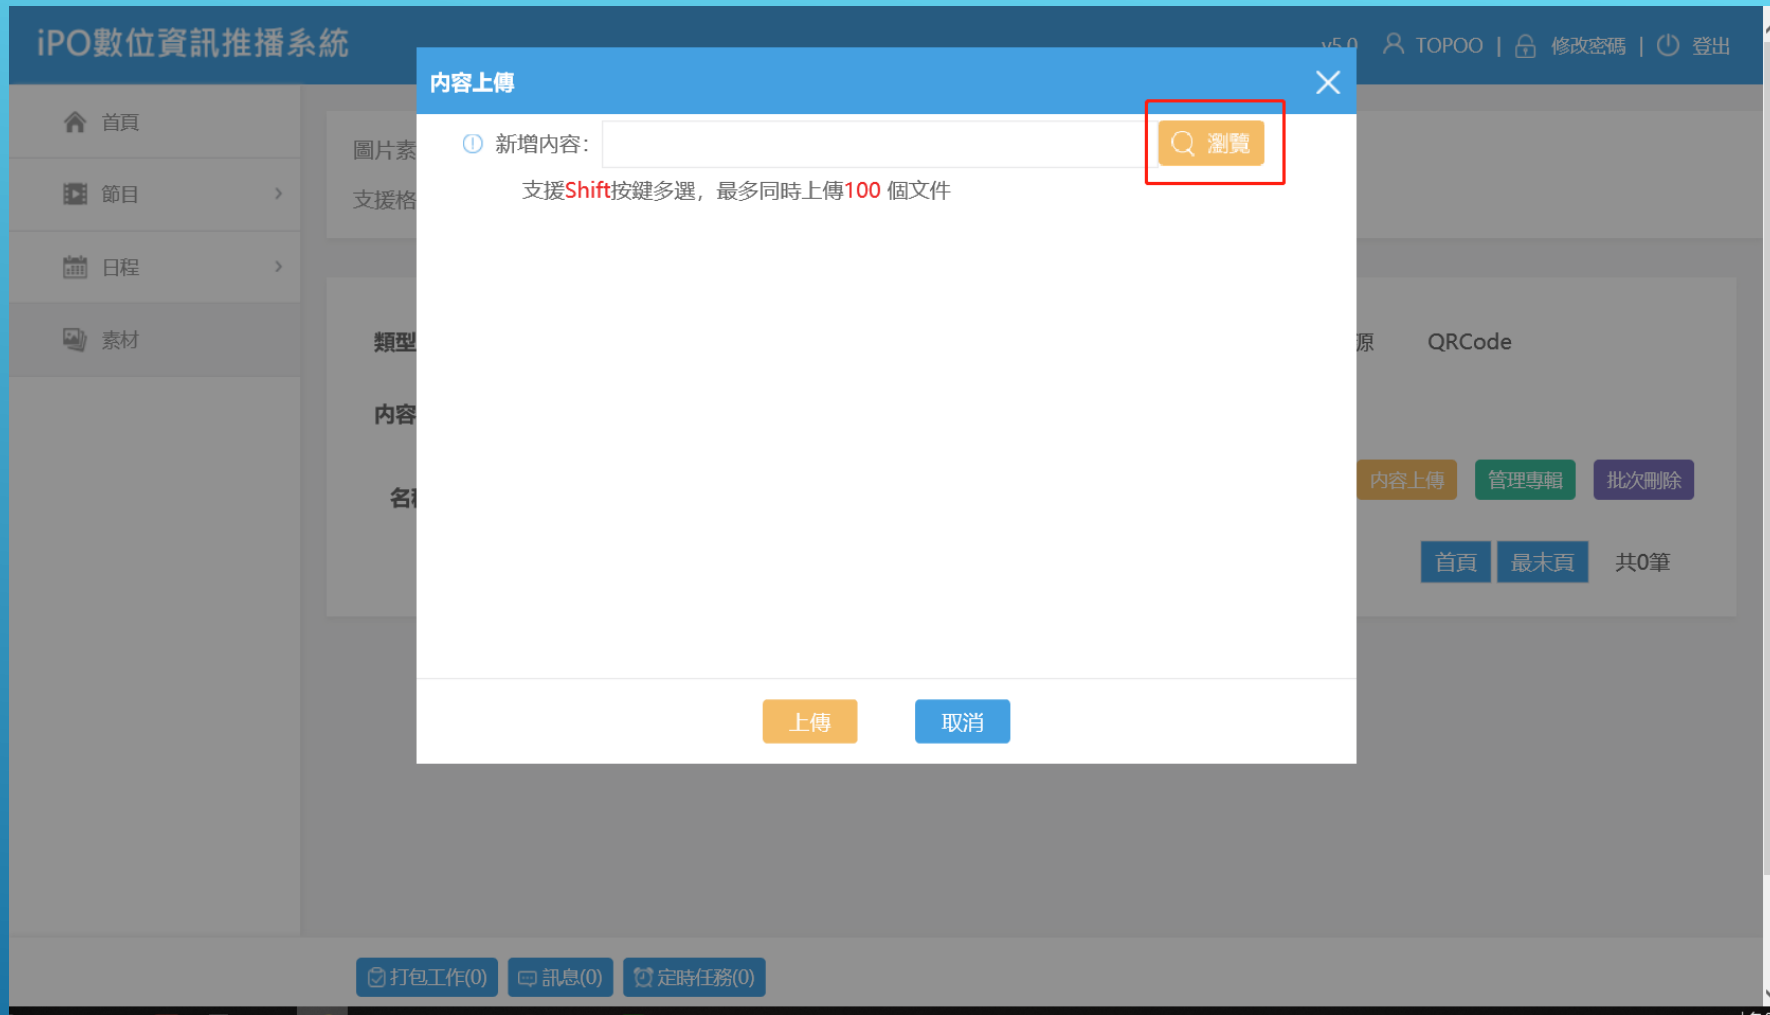 iPO數位資訊推播系統
v5.0 TOPOO | 修改密碼 | 登出
內容上傳
首頁
節目
日程
素材
圖片素
支援格
新增內容：
瀏覽
支援Shift按鍵多選，最多同時上傳100 個文件
類型
源 QRCode
內容
內容上傳 管理專輯 批次刪除
名稱
首頁 最末頁 共0筆
上傳 取消
打包工作(0) 訊息(0) 定時任務(0)